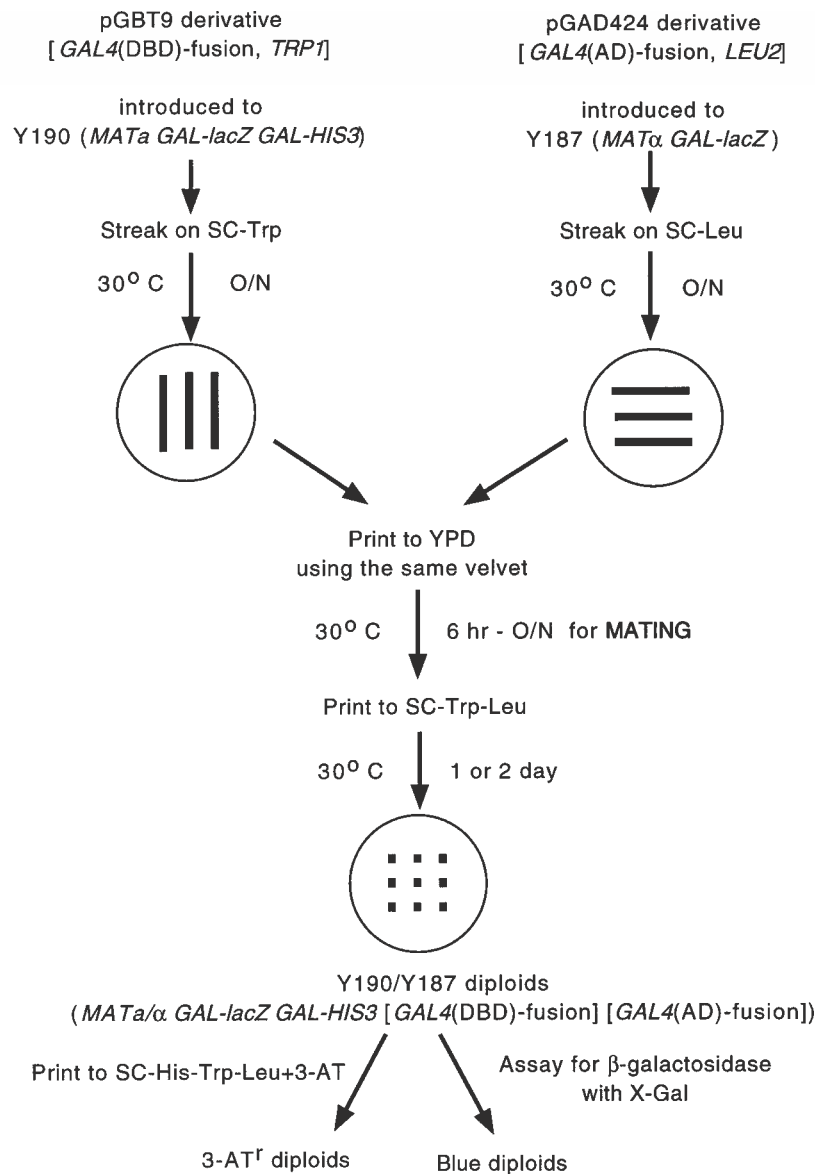 pGBT9 derivative
[GAL4(DBD)-fusion, TRP1]
introduced to
Y190 (MATa GAL-lacZ GAL-HIS3)
Streak on SC-Trp
30° C O/N
pGAD424 derivative
[GAL4(AD)-fusion, LEU2]
introduced to
Y187 (MATα GAL-lacZ)
Streak on SC-Leu
30° C O/N
Print to YPD
using the same velvet
30° C 6 hr - O/N for MATING
Print to SC-Trp-Leu
30° C 1 or 2 day
Y190/Y187 diploids
(MATa/α GAL-lacZ GAL-HIS3 [GAL4(DBD)-fusion] [GAL4(AD)-fusion])
Print to SC-His-Trp-Leu+3-AT
3-ATʳ diploids
Assay for β-galactosidase
with X-Gal
Blue diploids